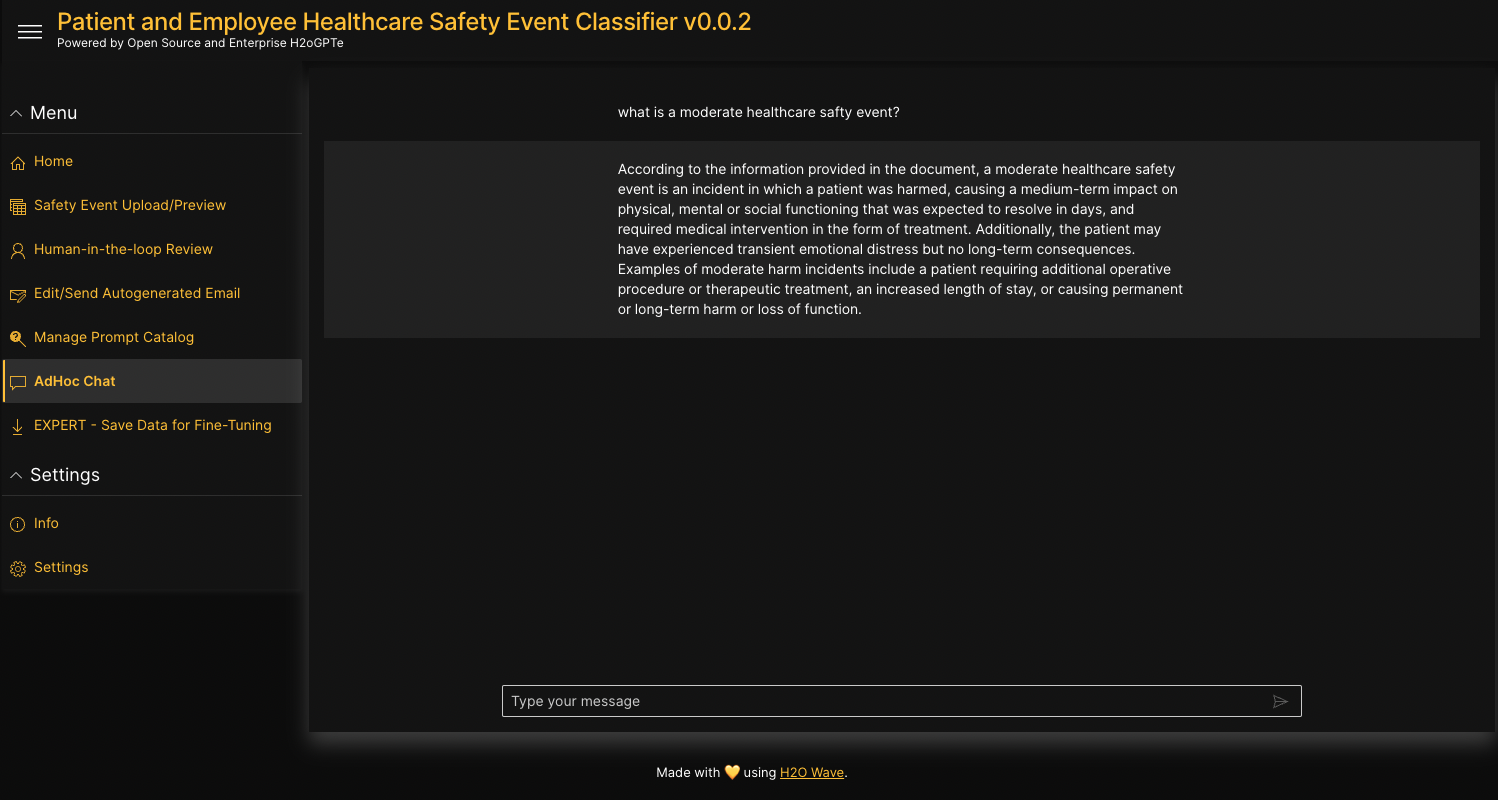 Patient and Employee Healthcare Safety Event Classifier v0.0.2
Powered by Open Source and Enterprise H2oGPTe
Menu
Home
Safety Event Upload/Preview
Human-in-the-loop Review
Edit/Send Autogenerated Email
Manage Prompt Catalog
AdHoc Chat
EXPERT - Save Data for Fine-Tuning
Settings
Info
Settings
what is a moderate healthcare safty event?
According to the information provided in the document, a moderate healthcare safety
event is an incident in which a patient was harmed, causing a medium-term impact on
physical, mental or social functioning that was expected to resolve in days, and
required medical intervention in the form of treatment. Additionally, the patient may
have experienced transient emotional distress but no long-term consequences.
Examples of moderate harm incidents include a patient requiring additional operative
procedure or therapeutic treatment, an increased length of stay, or causing permanent
or long-term harm or loss of function.
Type your message
Made with 💛 using H2O Wave.